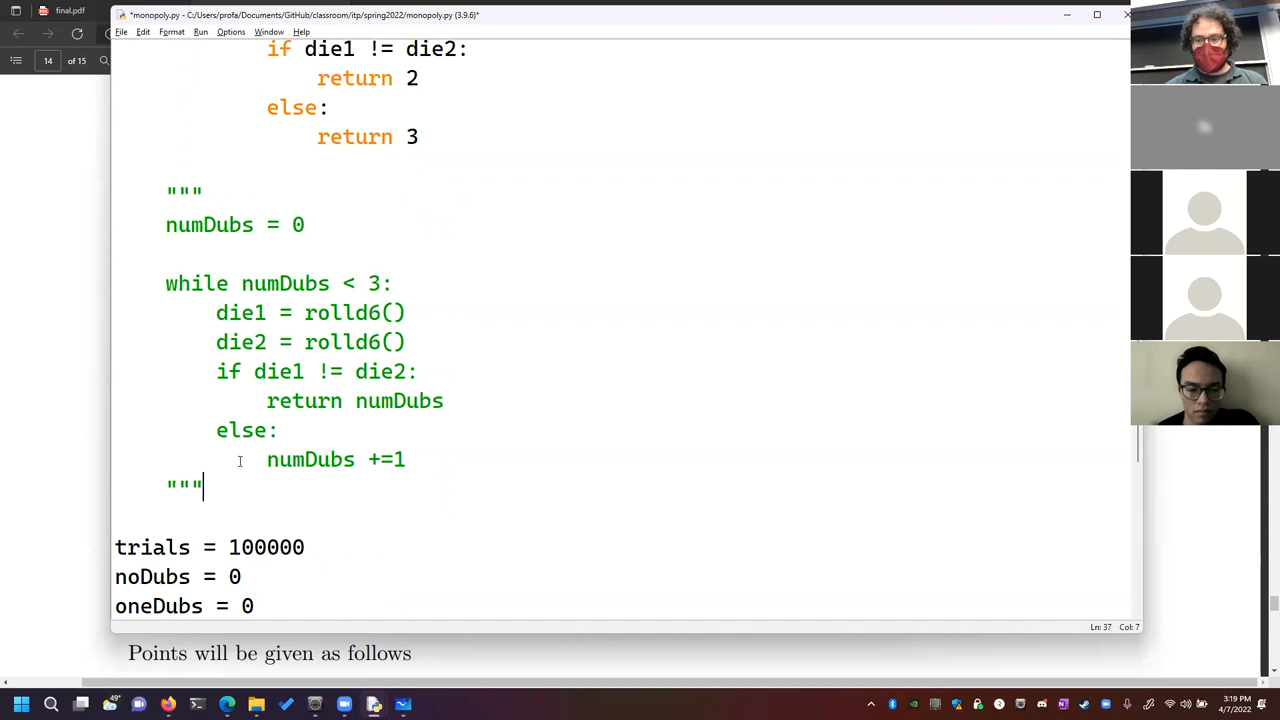 final.pdf
*monopoly.py - C:/Users/profa/Documents/GitHub/classroom/itp/spring2022/monopoly.py (3.9.6)*
File Edit Format Run Options Window Help
14 of 15
if die1 != die2:
return 2
else:
return 3
"""
numDubs = 0
while numDubs < 3:
die1 = rolld6()
die2 = rolld6()
if die1 != die2:
return numDubs
else:
numDubs +=1
"""
trials = 100000
noDubs = 0
oneDubs = 0
Ln: 37 Col: 7
Points will be given as follows
49°
3:19 PM
4/7/2022